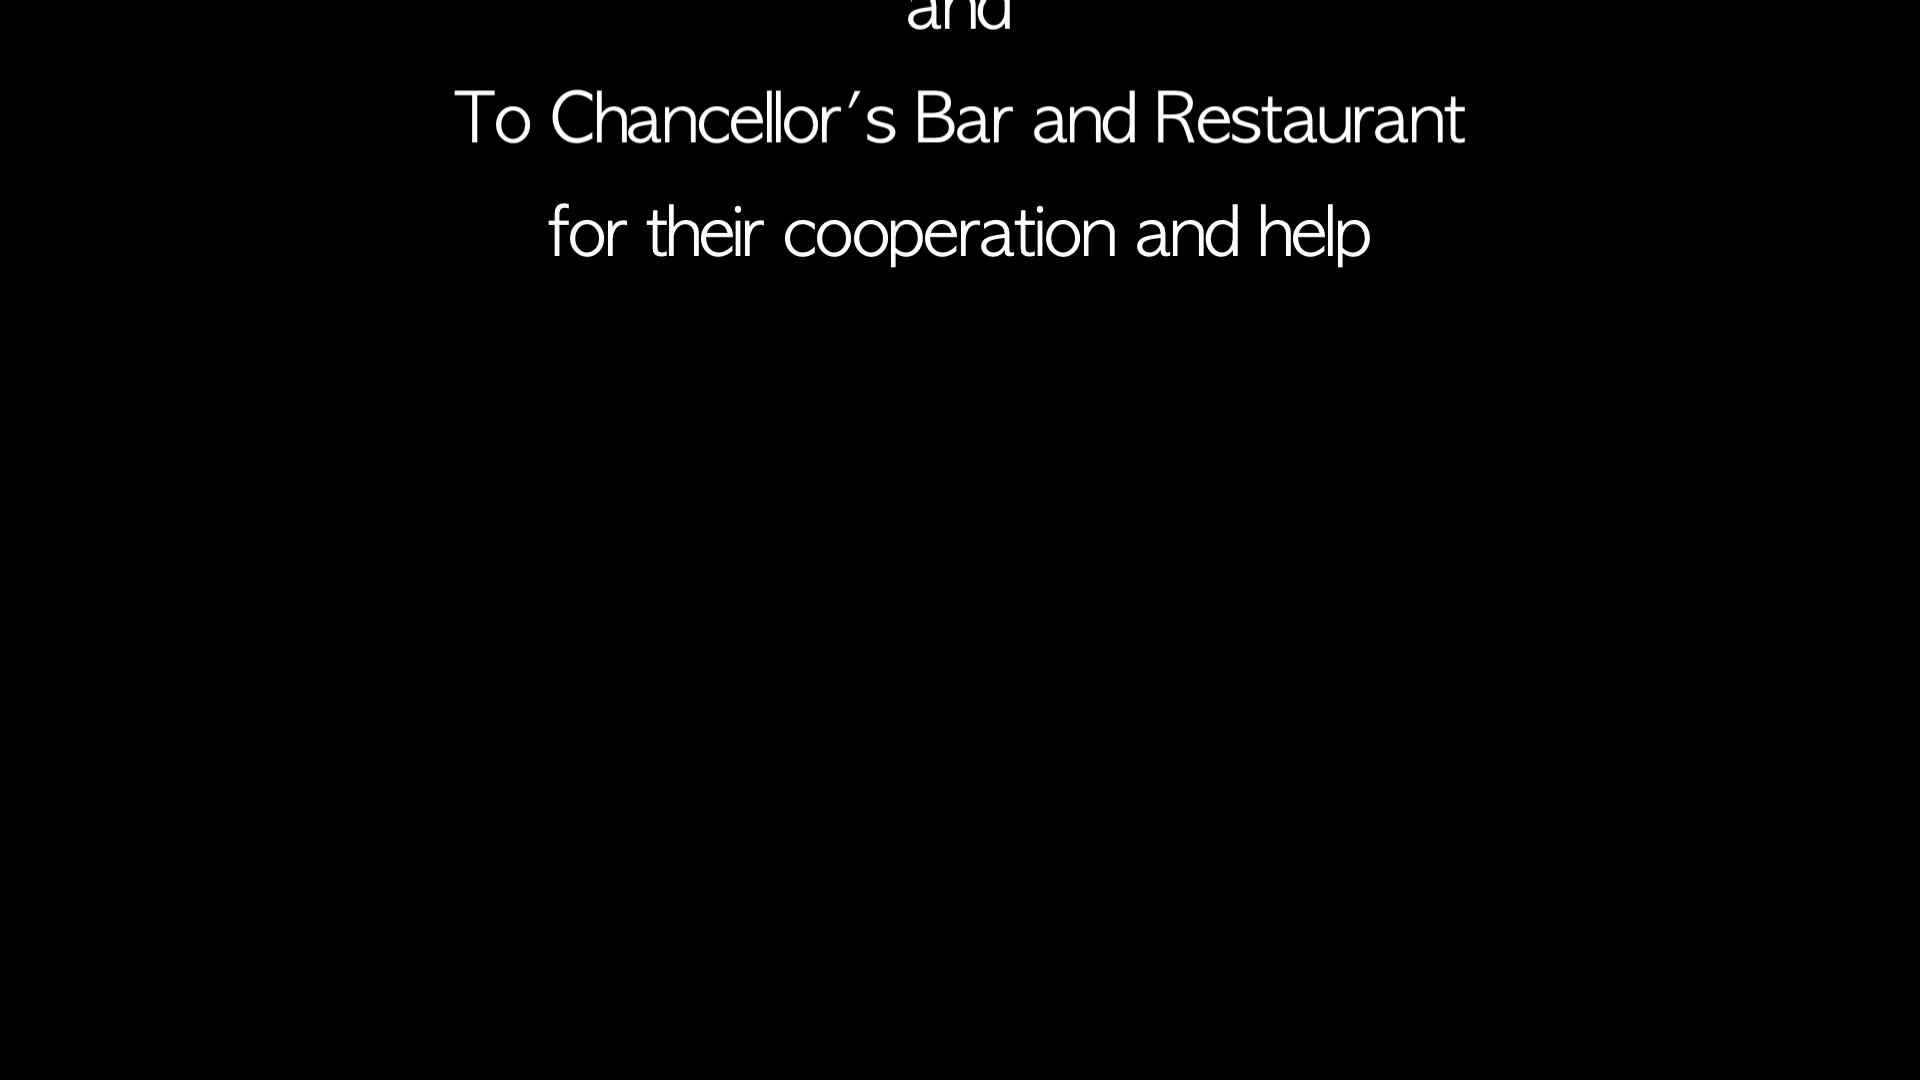 and
To Chancellor's Bar and Restaurant
for their cooperation and help